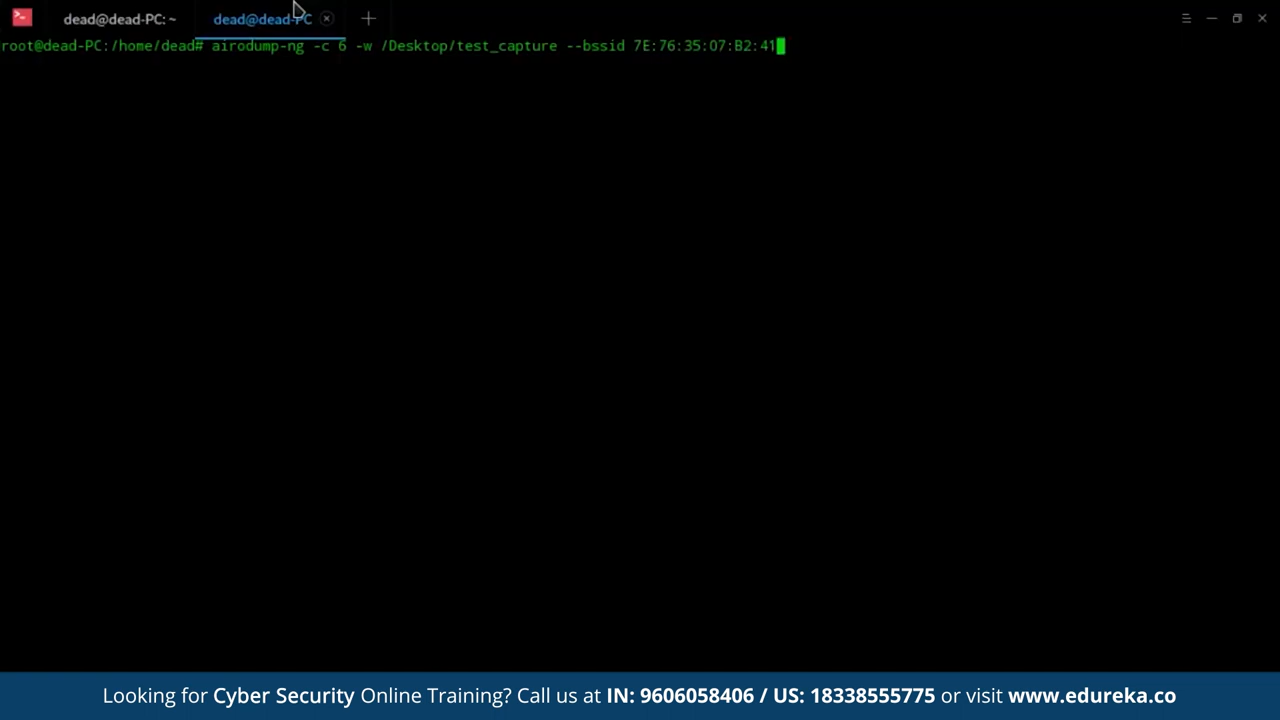 dead@dead-PC: ~
dead@dead-PC
root@dead-PC:/home/dead# airodump-ng -c 6 -w /Desktop/test_capture --bssid 7E:76:35:07:B2:41
Looking for Cyber Security Online Training? Call us at IN: 9606058406 / US: 18338555775 or visit www.edureka.co